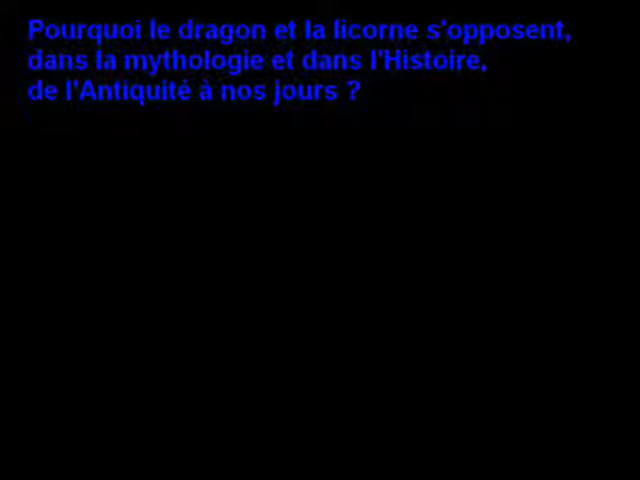 Pourquoi le dragon et la licorne s'opposent,
dans la mythologie et dans l'Histoire,
de l'Antiquité à nos jours ?